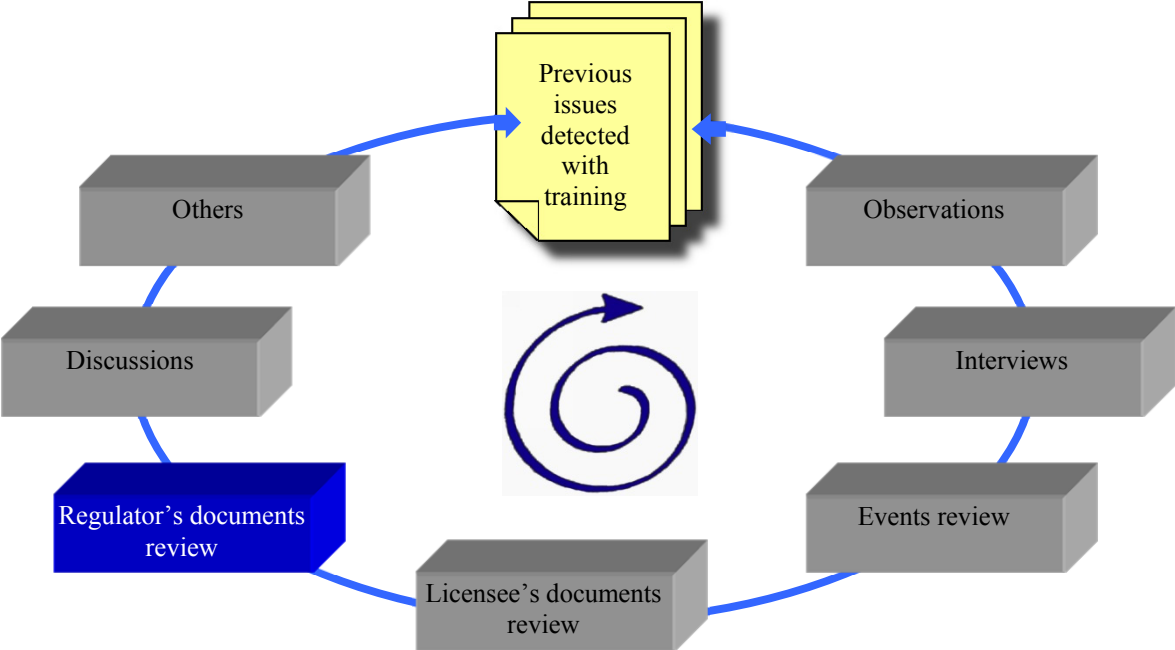 Previous
issues
detected
with
training
Others
Observations
Discussions
Interviews
Regulator’s documents
review
Events review
Licensee’s documents
review